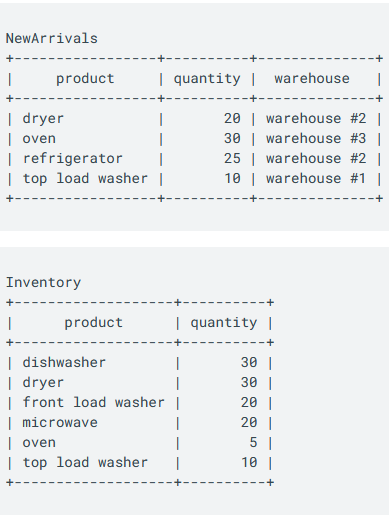 NewArrivals
+-----------------+----------+--------------+
|     product     | quantity |  warehouse   |
+-----------------+----------+--------------+
| dryer           |       20 | warehouse #2 |
| oven            |       30 | warehouse #3 |
| refrigerator    |       25 | warehouse #2 |
| top load washer |       10 | warehouse #1 |
+-----------------+----------+--------------+
Inventory
+-------------------+----------+
|      product      | quantity |
+-------------------+----------+
| dishwasher        |       30 |
| dryer             |       30 |
| front load washer |       20 |
| microwave         |       20 |
| oven              |        5 |
| top load washer   |       10 |
+-------------------+----------+